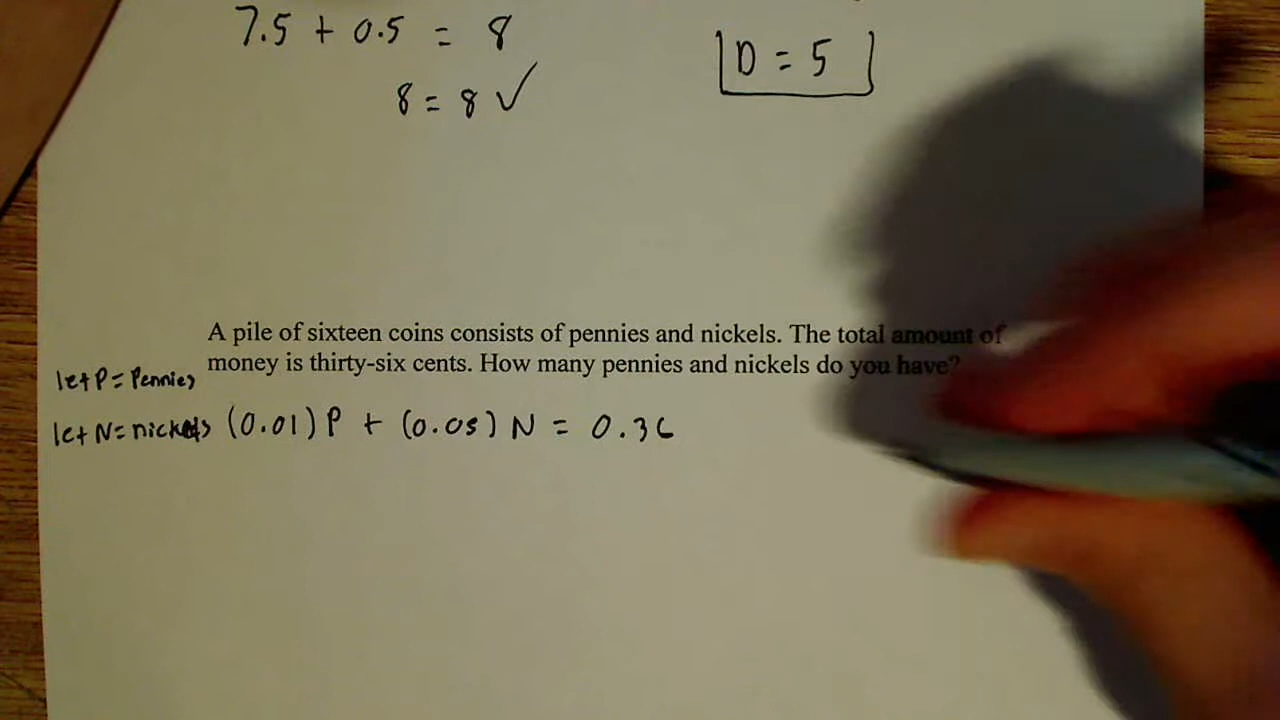 7.5 + 0.5 = 8
8 = 8 ✓
D = 5
A pile of sixteen coins consists of pennies and nickels. The total amount of
money is thirty-six cents. How many pennies and nickels do you have?
let P = Pennies
let N = nickels (0.01) P + (0.05) N = 0.36